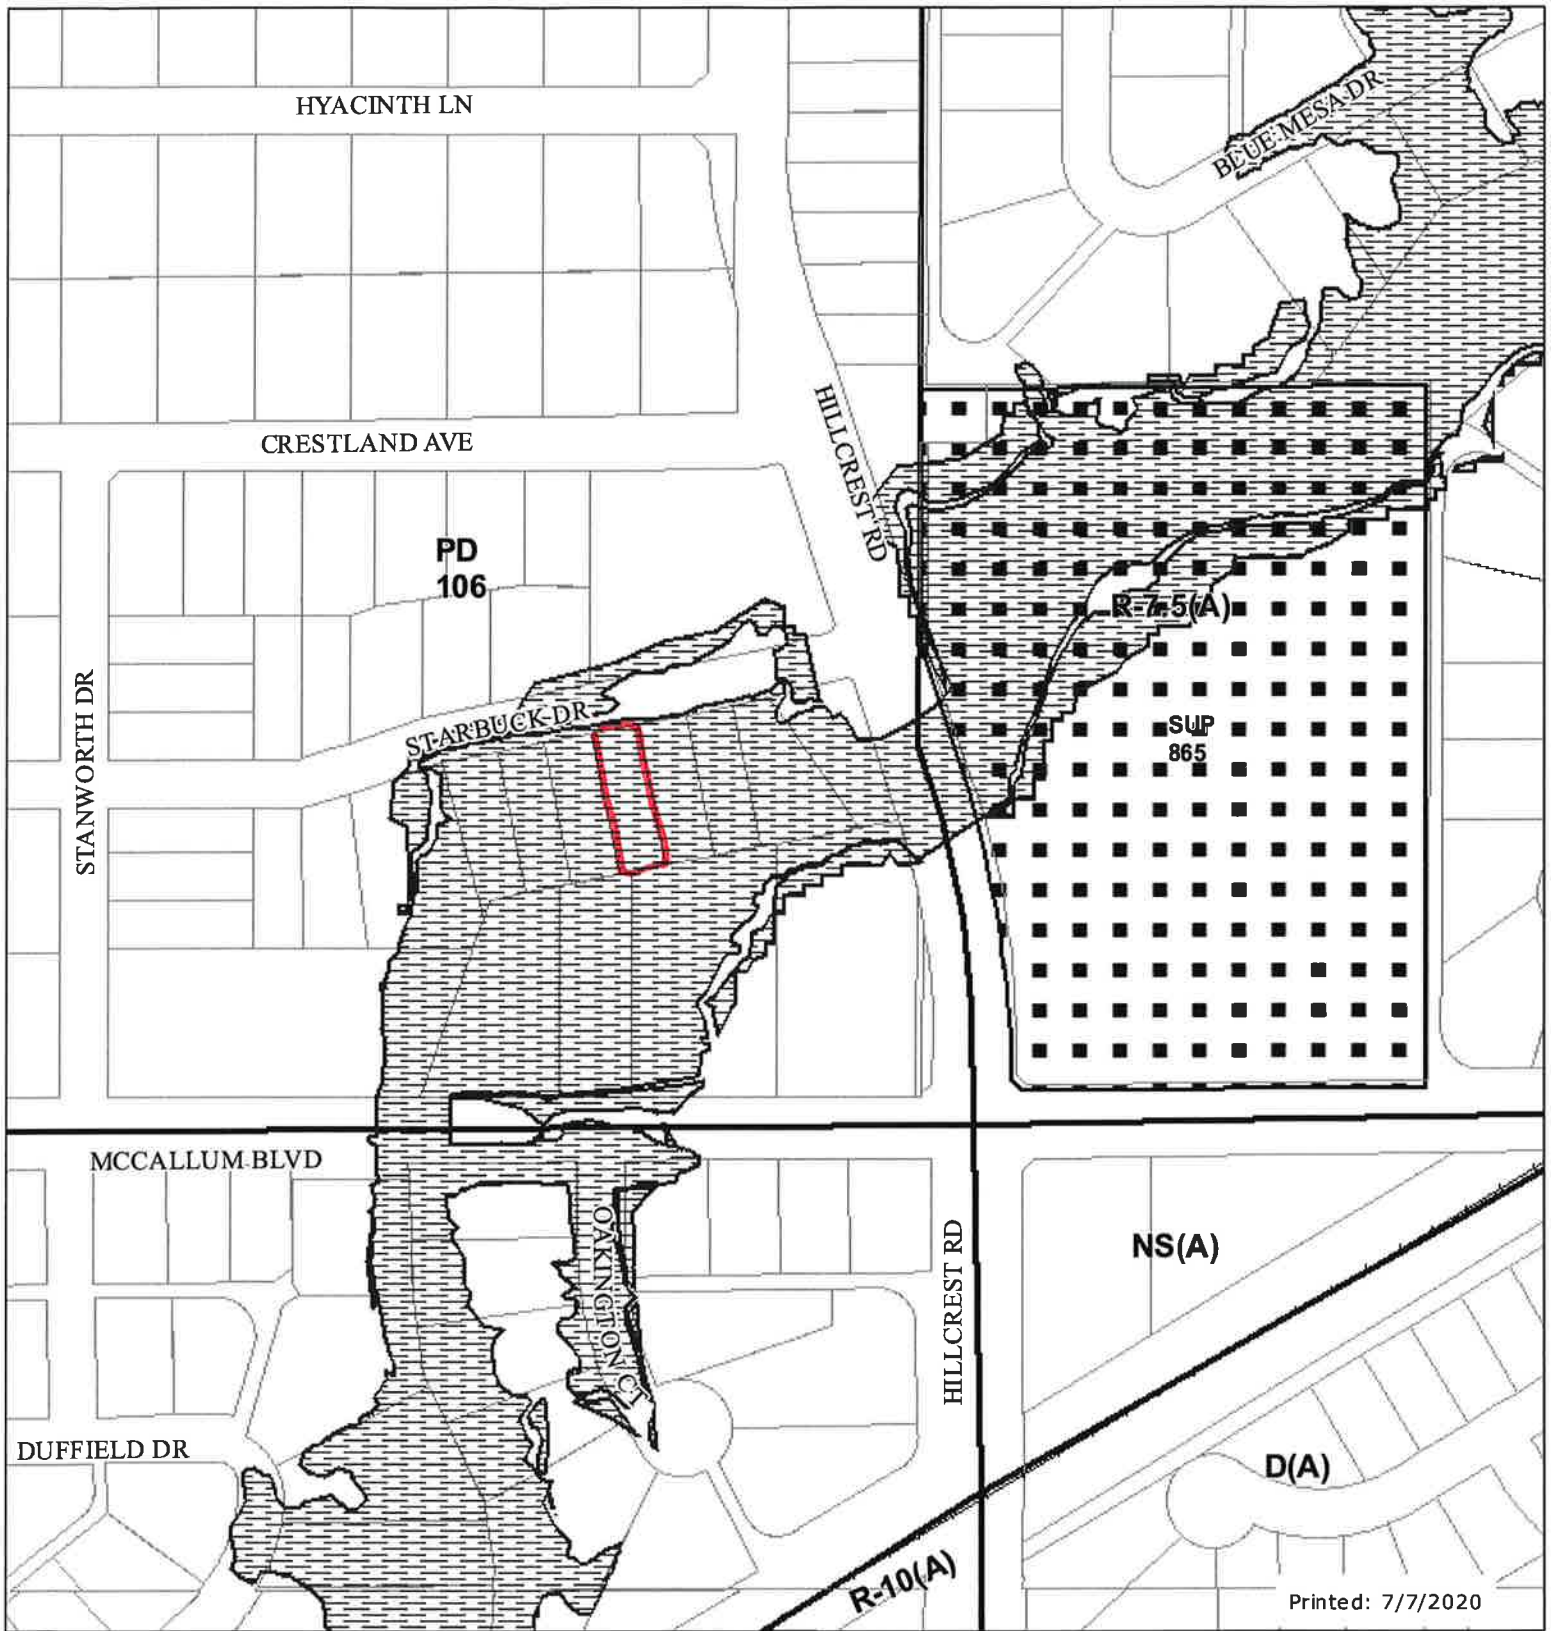 HYACINTH LN
BLUE MESA DR
HILLCREST RD
CRESTLAND AVE
PD
106
R-7.5(A)
STARBUCK DR
STANWORTH DR
SUP
865
MCCALLUM BLVD
OAKINGTON CT
HILLCREST RD
NS(A)
DUFFIELD DR
D(A)
R-10(A)
Printed: 7/7/2020